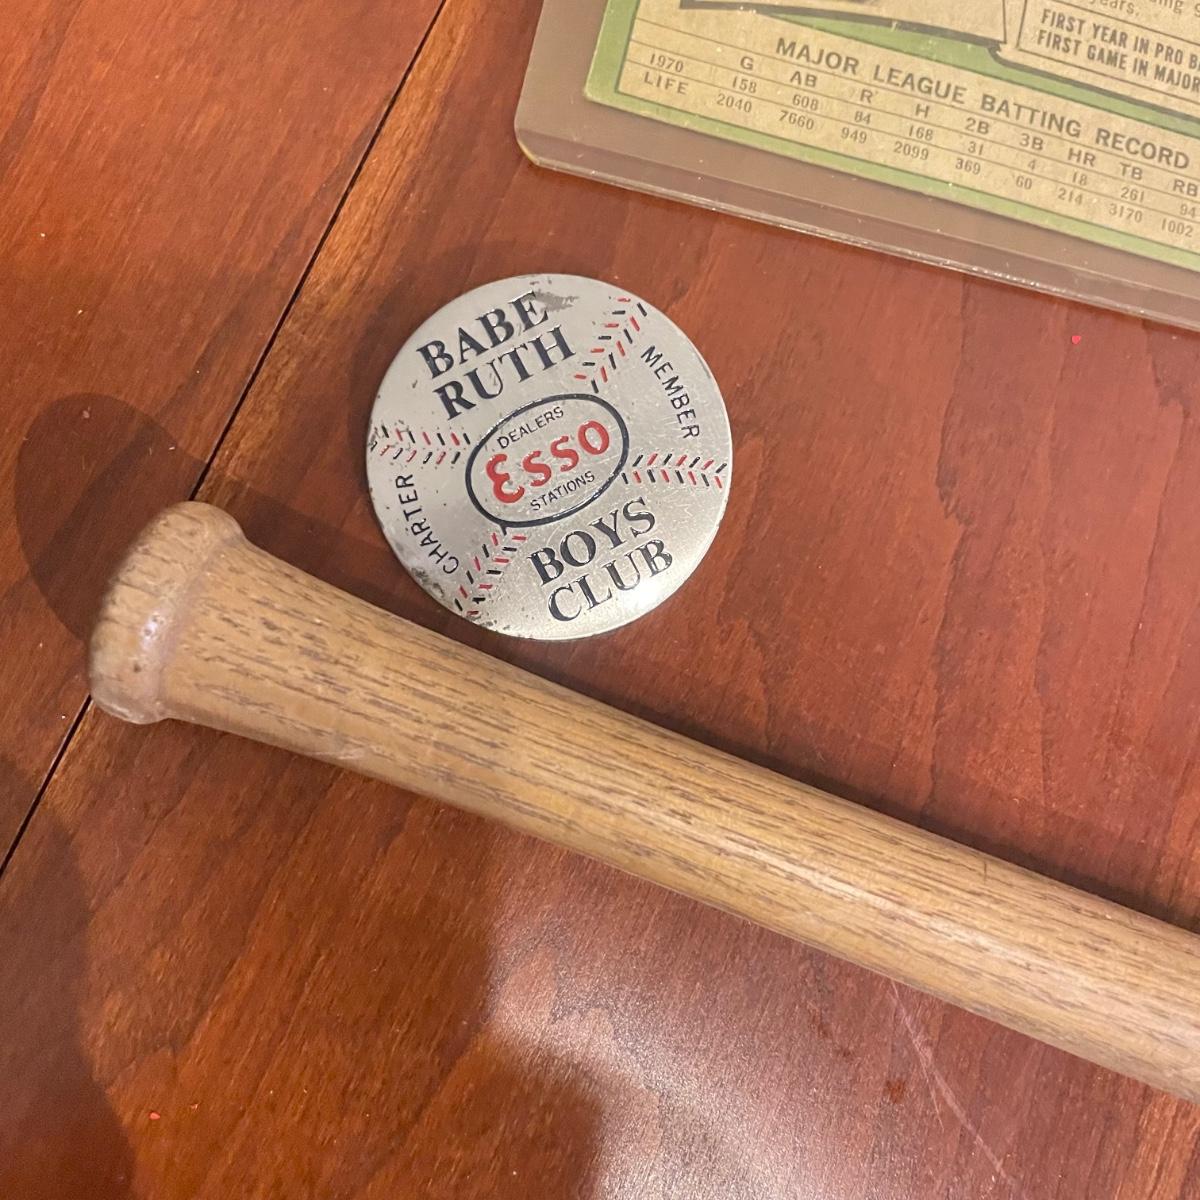 years.
FIRST YEAR IN PRO
FIRST GAME IN MAJOR
MAJOR LEAGUE BATTING RECORD
G AB R H 2B 3B HR TB RB
1970 158 608 84 168 31 4 18 261 94
LIFE 2040 7660 949 2099 369 60 214 3170 1002
BABE
RUTH
MEMBER
DEALERS
ESSO
STATIONS
CHARTER
BOYS
CLUB